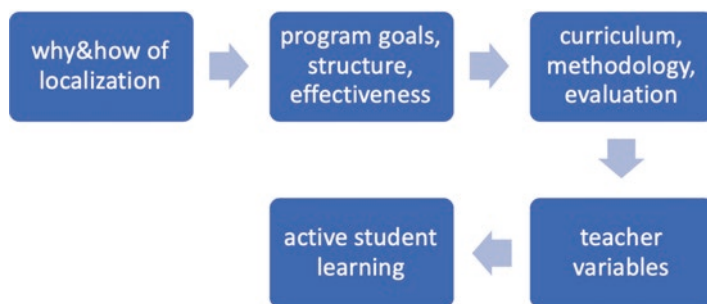 why&how of
localization
program goals,
structure,
effectiveness
curriculum,
methodology,
evaluation
teacher
variables
active student
learning